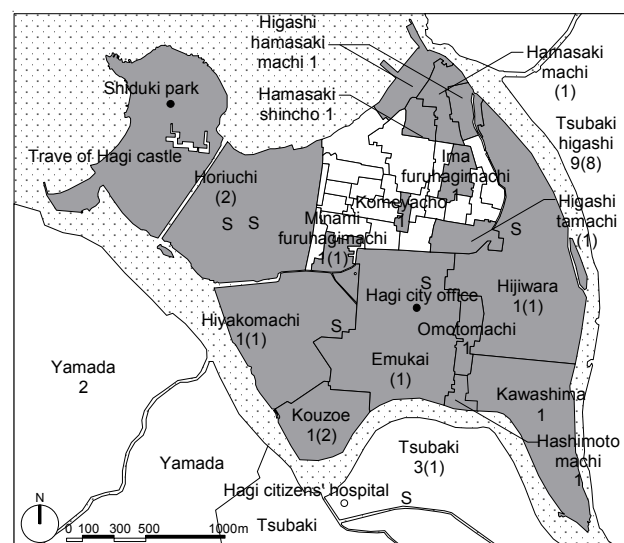 Higashi
hamasaki
machi 1
Hamasaki
machi
(1)
Shiduki park
Hamasaki
shincho 1
Tsubaki
higashi
9(8)
Trave of Hagi castle
Horiuchi
(2)
S S
Ima
furuhagimachi
1
Komeyacho
1
Minami
furuhagimachi
1(1)
Higashi
tamachi
(1)
S
S
Hagi city office
Hijiwara
1(1)
Hiyakomachi
1(1)
S
Omotomachi
1
Emukai
(1)
Yamada
2
Kawashima
1
Kouzoe
1(2)
Hashimoto
machi
1
Tsubaki
3(1)
Yamada
Hagi citizens' hospital
S
Tsubaki
N
0 100 300 500 1000m